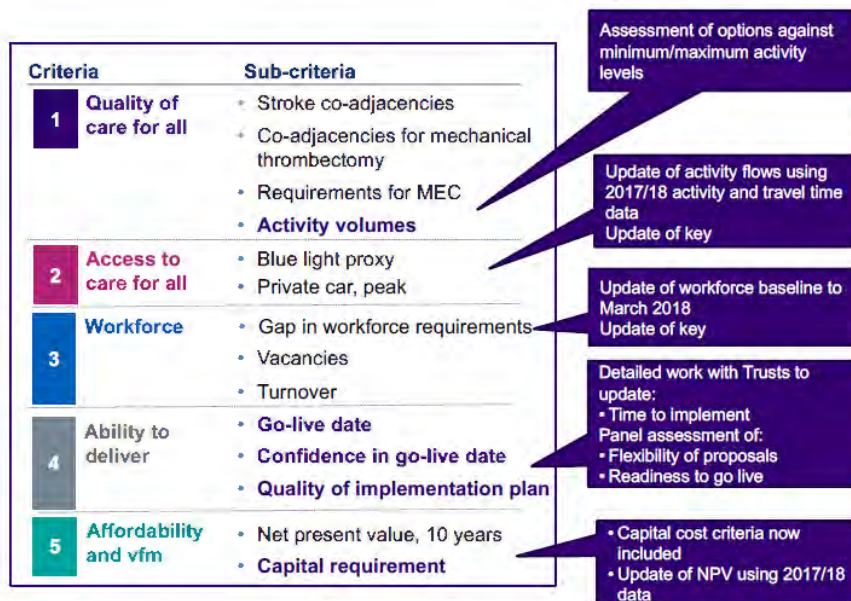 Criteria
Sub-criteria
1
Quality of
care for all
• Stroke co-adjacencies
• Co-adjacencies for mechanical
thrombectomy
• Requirements for MEC
• Activity volumes
2
Access to
care for all
• Blue light proxy
• Private car, peak
3
Workforce
• Gap in workforce requirements
• Vacancies
• Turnover
4
Ability to
deliver
• Go-live date
• Confidence in go-live date
• Quality of implementation plan
5
Affordability
and vfm
• Net present value, 10 years
• Capital requirement
Assessment of options against
minimum/maximum activity
levels
Update of activity flows using
2017/18 activity and travel time
data
Update of key
Update of workforce baseline to
March 2018
Update of key
Detailed work with Trusts to
update:
• Time to implement
Panel assessment of:
• Flexibility of proposals
• Readiness to go live
• Capital cost criteria now
included
• Update of NPV using 2017/18
data